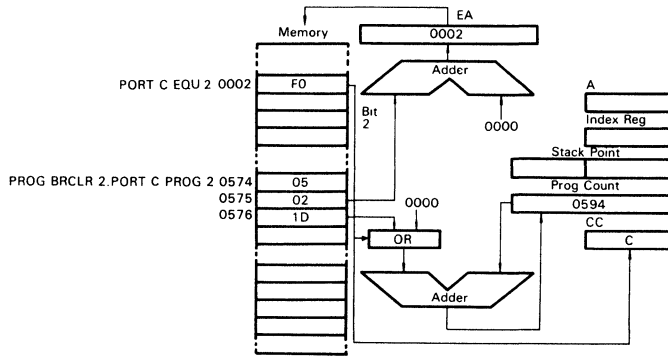 EA
Memory
0002
Adder
PORT C EQU 2 0002 F0
A
Bit
2
0000
Index Reg
Stack Point
PROG BRCLR 2.PORT C PROG 2 0574 05
Prog Count
0575 02
0000
0594
0576 1D
CC
OR
C
Adder